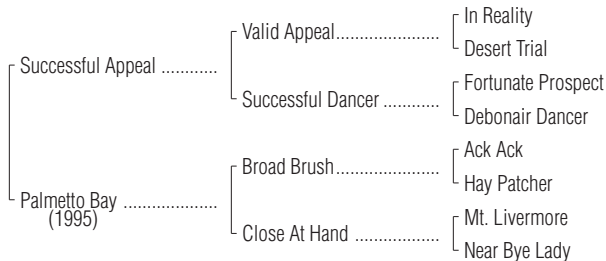 In Reality
Valid Appeal.....................
Desert Trial
Successful Appeal ............
Fortunate Prospect
Successful Dancer ............
Debonair Dancer
Ack Ack
Broad Brush.....................
Hay Patcher
Palmetto Bay ....................
(1995)
Mt. Livermore
Close At Hand .................
Near Bye Lady